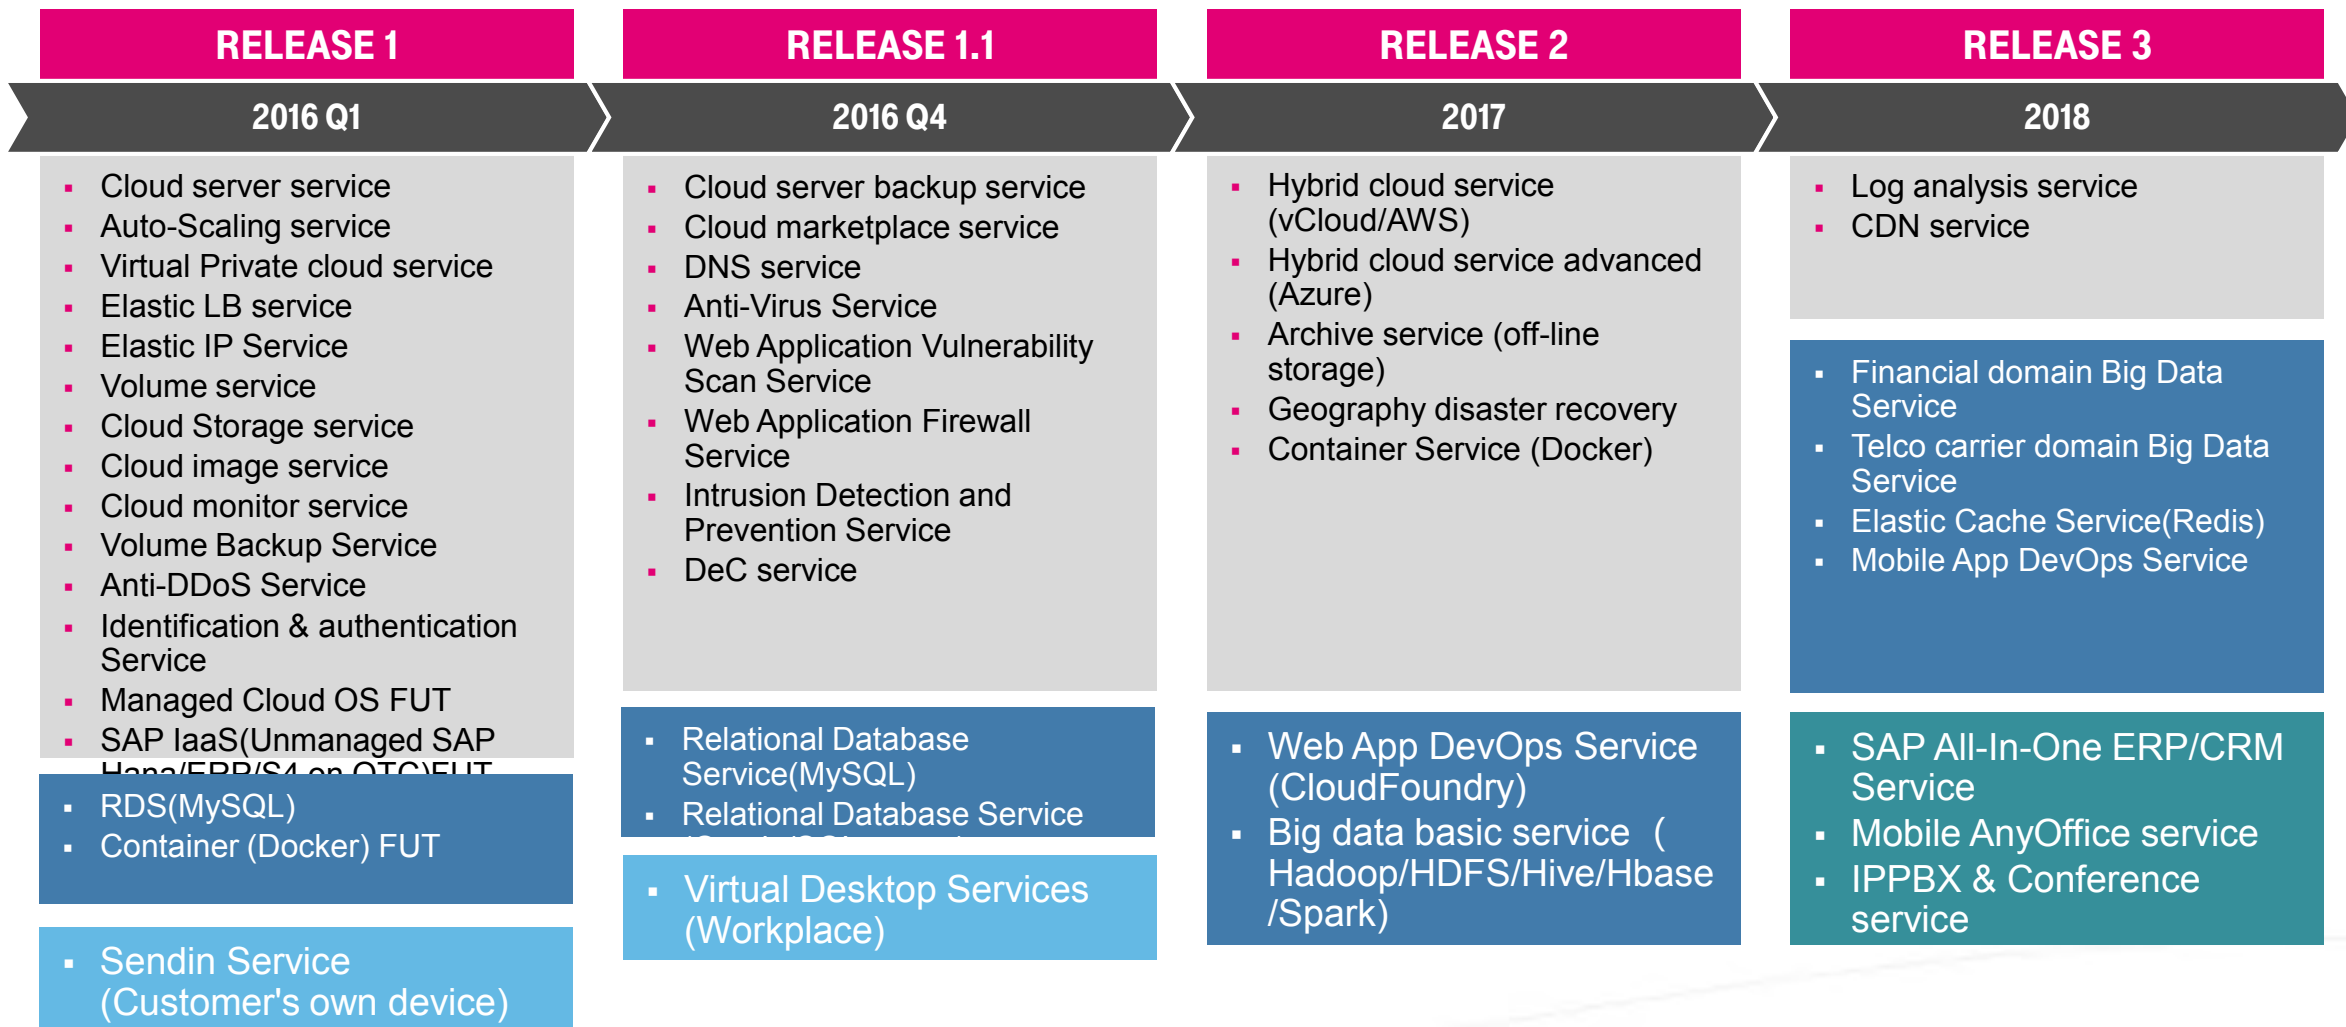 RELEASE 1
2016 Q1
Cloud server service
Auto-Scaling service
Virtual Private cloud service
Elastic LB service
Elastic IP Service
Volume service
Cloud Storage service
Cloud image service
Cloud monitor service
Volume Backup Service
Anti-DDoS Service
Identification & authentication
Service
Managed Cloud OS FUT
SAP IaaS(Unmanaged SAP
Hana/ERP/S4 on OTC)FUT
RDS(MySQL)
Container (Docker) FUT
Sendin Service
(Customer's own device)
RELEASE 1.1
2016 Q4
Cloud server backup service
Cloud marketplace service
DNS service
Anti-Virus Service
Web Application Vulnerability
Scan Service
Web Application Firewall
Service
Intrusion Detection and
Prevention Service
DeC service
Relational Database
Service(MySQL)
Relational Database Service
Virtual Desktop Services
(Workplace)
RELEASE 2
2017
Hybrid cloud service
(vCloud/AWS)
Hybrid cloud service advanced
(Azure)
Archive service (off-line
storage)
Geography disaster recovery
Container Service (Docker)
Web App DevOps Service
(CloudFoundry)
Big data basic service （
Hadoop/HDFS/Hive/Hbase
/Spark)
RELEASE 3
2018
Log analysis service
CDN service
Financial domain Big Data
Service
Telco carrier domain Big Data
Service
Elastic Cache Service(Redis)
Mobile App DevOps Service
SAP All-In-One ERP/CRM
Service
Mobile AnyOffice service
IPPBX & Conference
service